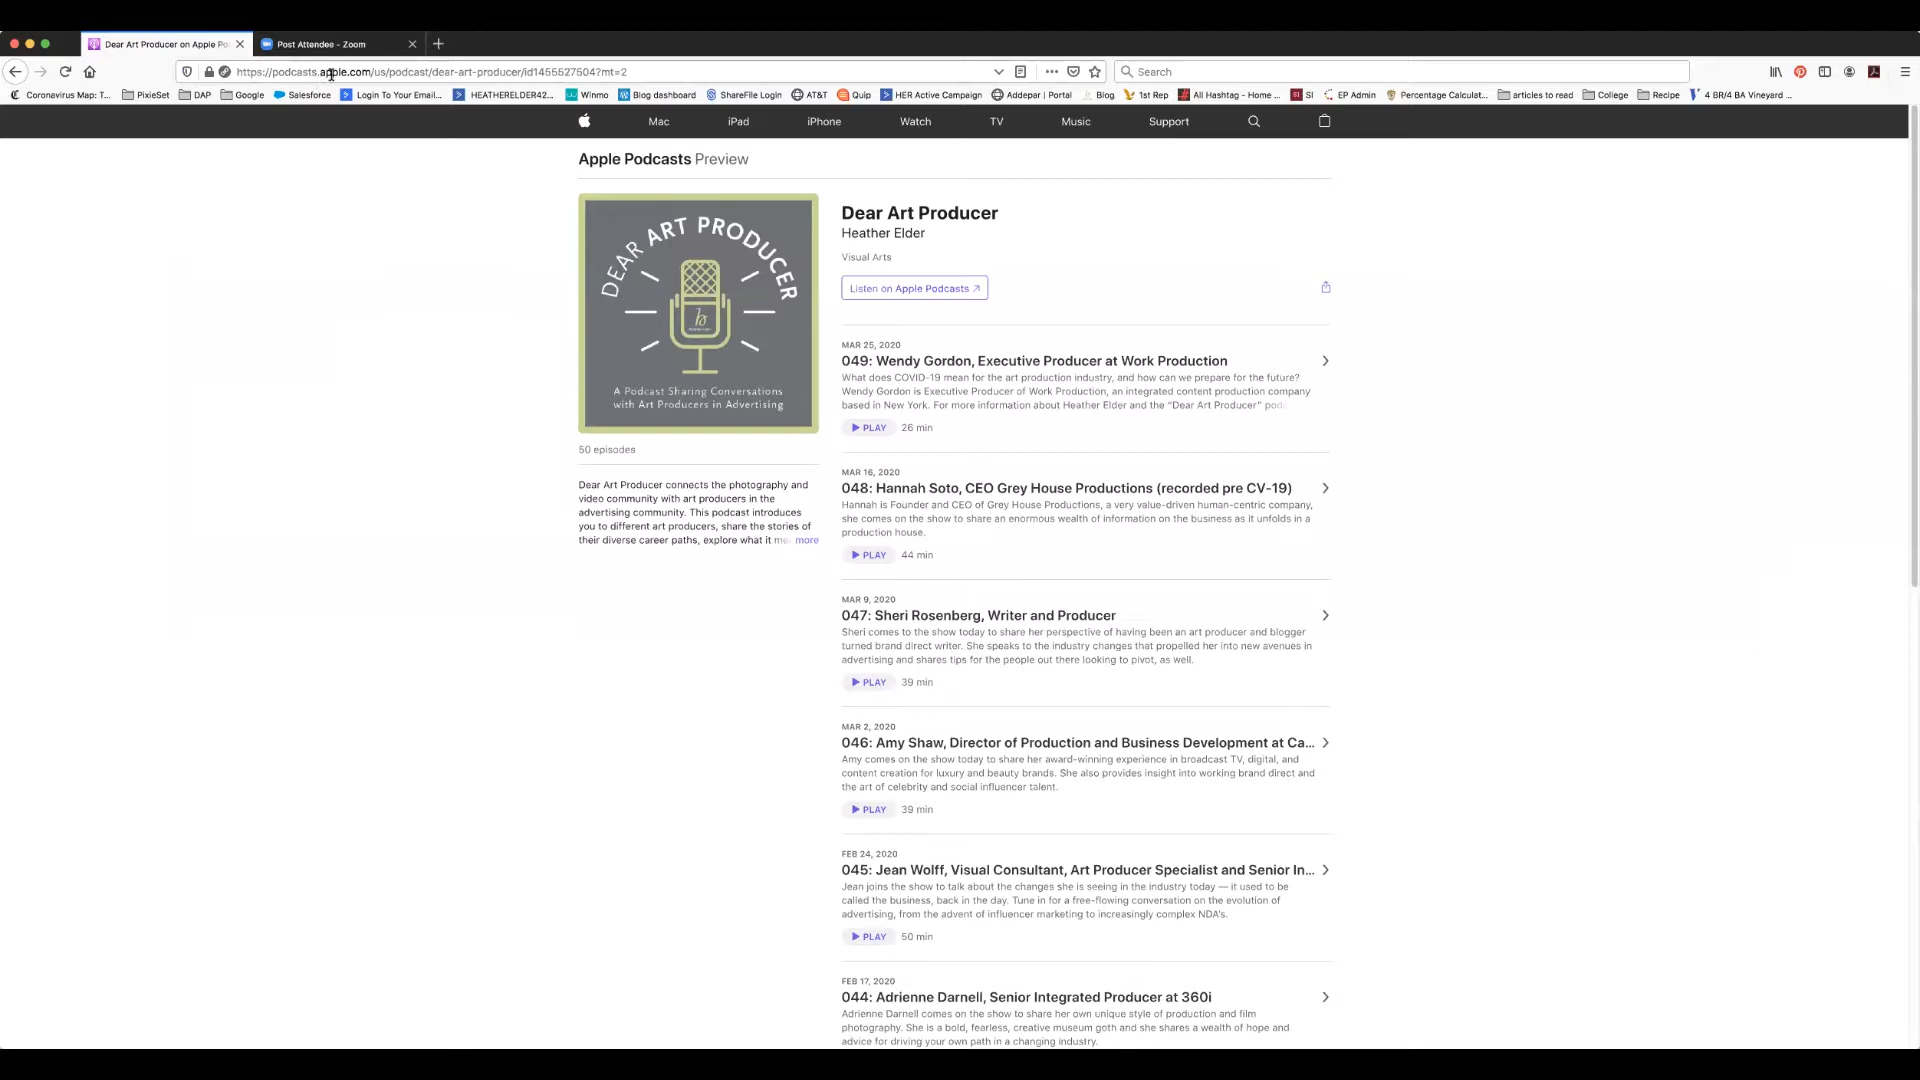 Dear Art Producer on Apple Po
Post Attendee - Zoom
https://podcasts.apple.com/us/podcast/dear-art-producer/id1455527504?mt=2
Search
Coronavirus Map: T... PixieSet DAP Google Salesforce Login To Your Email... HEATHERELDER42... Winmo Blog dashboard ShareFile Login AT&T Quip HER Active Campaign Addepar | Portal Blog 1st Rep All Hashtag - Home ... SI EP Admin Percentage Calculat... articles to read College Recipe 4 BR/4 BA Vineyard ...
Mac iPad iPhone Watch TV Music Support
Apple Podcasts Preview
DEAR ART PRODUCER
A Podcast Sharing Conversations
with Art Producers in Advertising
50 episodes
Dear Art Producer connects the photography and
video community with art producers in the
advertising community. This podcast introduces
you to different art producers, share the stories of
their diverse career paths, explore what it me more
Dear Art Producer
Heather Elder
Visual Arts
Listen on Apple Podcasts ↗
MAR 25, 2020
049: Wendy Gordon, Executive Producer at Work Production
What does COVID-19 mean for the art production industry, and how can we prepare for the future?
Wendy Gordon is Executive Producer of Work Production, an integrated content production company
based in New York. For more information about Heather Elder and the “Dear Art Producer” pod
PLAY 26 min
MAR 16, 2020
048: Hannah Soto, CEO Grey House Productions (recorded pre CV-19)
Hannah is Founder and CEO of Grey House Productions, a very value-driven human-centric company,
she comes on the show to share an enormous wealth of information on the business as it unfolds in a
production house.
PLAY 44 min
MAR 9, 2020
047: Sheri Rosenberg, Writer and Producer
Sheri comes to the show today to share her perspective of having been an art producer and blogger
turned brand direct writer. She speaks to the industry changes that propelled her into new avenues in
advertising and shares tips for the people out there looking to pivot, as well.
PLAY 39 min
MAR 2, 2020
046: Amy Shaw, Director of Production and Business Development at Ca...
Amy comes on the show today to share her award-winning experience in broadcast TV, digital, and
content creation for luxury and beauty brands. She also provides insight into working brand direct and
the art of celebrity and social influencer talent.
PLAY 39 min
FEB 24, 2020
045: Jean Wolff, Visual Consultant, Art Producer Specialist and Senior In...
Jean joins the show to talk about the changes she is seeing in the industry today — it used to be
called the business, back in the day. Tune in for a free-flowing conversation on the evolution of
advertising, from the advent of influencer marketing to increasingly complex NDA's.
PLAY 50 min
FEB 17, 2020
044: Adrienne Darnell, Senior Integrated Producer at 360i
Adrienne Darnell comes on the show to share her own unique style of production and film
photography. She is a bold, fearless, creative museum goth and she shares a wealth of hope and
advice for driving your own path in a changing industry.